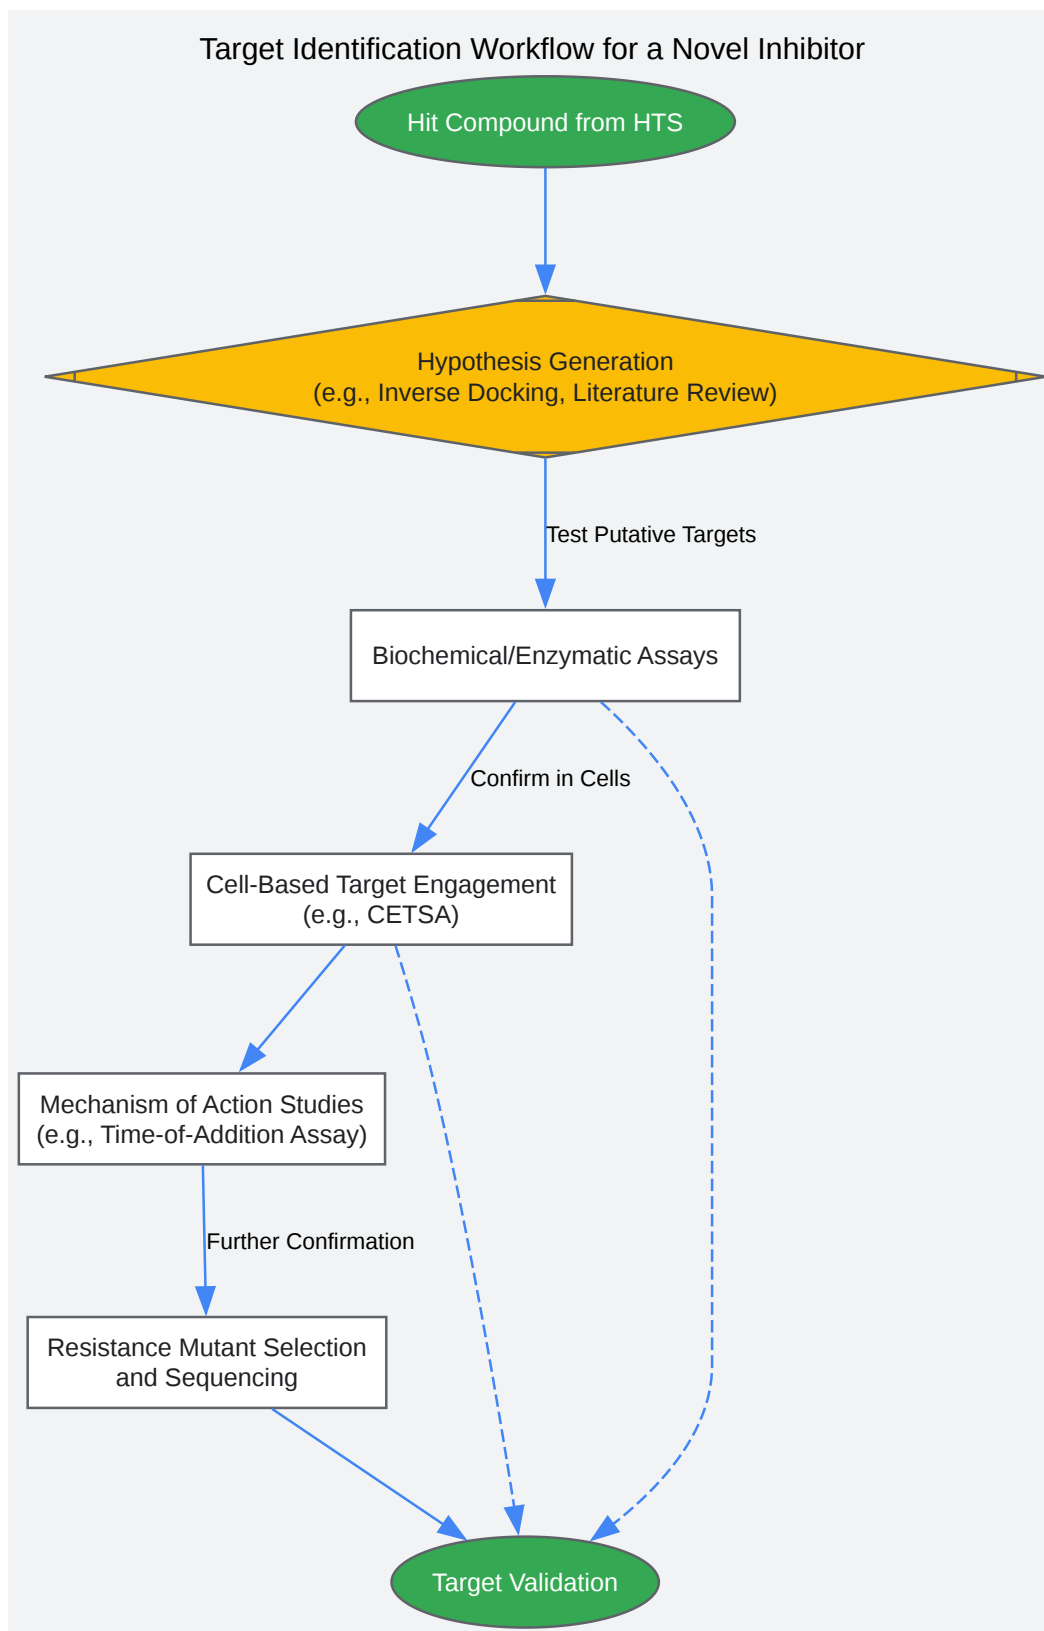 Target Identification Workflow for a Novel Inhibitor
Hit Compound from HTS
Hypothesis Generation
(e.g., Inverse Docking, Literature Review)
Test Putative Targets
Biochemical/Enzymatic Assays
Confirm in Cells
Cell-Based Target Engagement
(e.g., CETSA)
Mechanism of Action Studies
(e.g., Time-of-Addition Assay)
Further Confirmation
Resistance Mutant Selection
and Sequencing
Target Validation